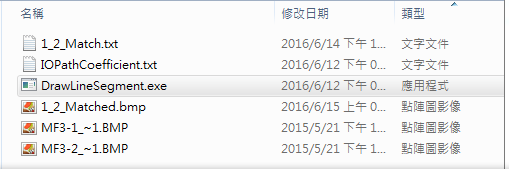 名稱 修改日期 類型
1_2_Match.txt 2016/6/14 下午 1... 文字文件
IOPathCoefficient.txt 2016/6/12 下午 0... 文字文件
DrawLineSegment.exe 2016/6/12 下午 0... 應用程式
1_2_Matched.bmp 2016/6/15 上午 0... 點陣圖影像
MF3-1_~1.BMP 2015/5/21 下午 1... 點陣圖影像
MF3-2_~1.BMP 2015/5/21 下午 1... 點陣圖影像